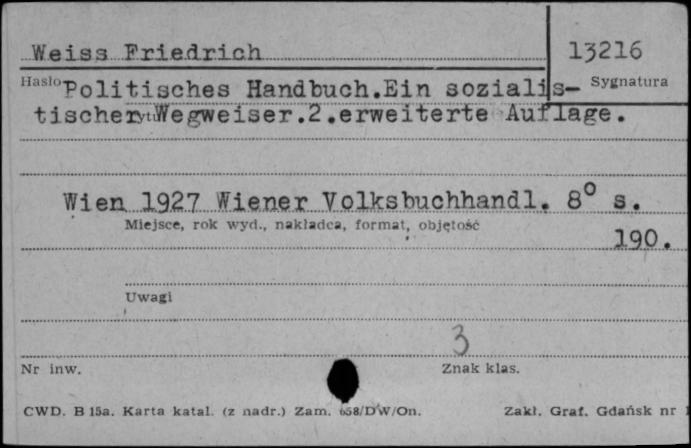 Weiss Friedrich 13216
Hasło Sygnatura
Politisches Handbuch.Ein sozialis-
tischer Wegweiser.2.erweiterte Auflage.
Wien 1927 Wiener Volksbuchhandl. 8° s.
Miejsce, rok wyd., nakładca, format, objętość
190.
Uwagi
3
Nr inw. Znak klas.
CWD. B 15a. Karta katal. (z nadr.) Zam. 658/DW/On. Zakł. Graf. Gdańsk nr